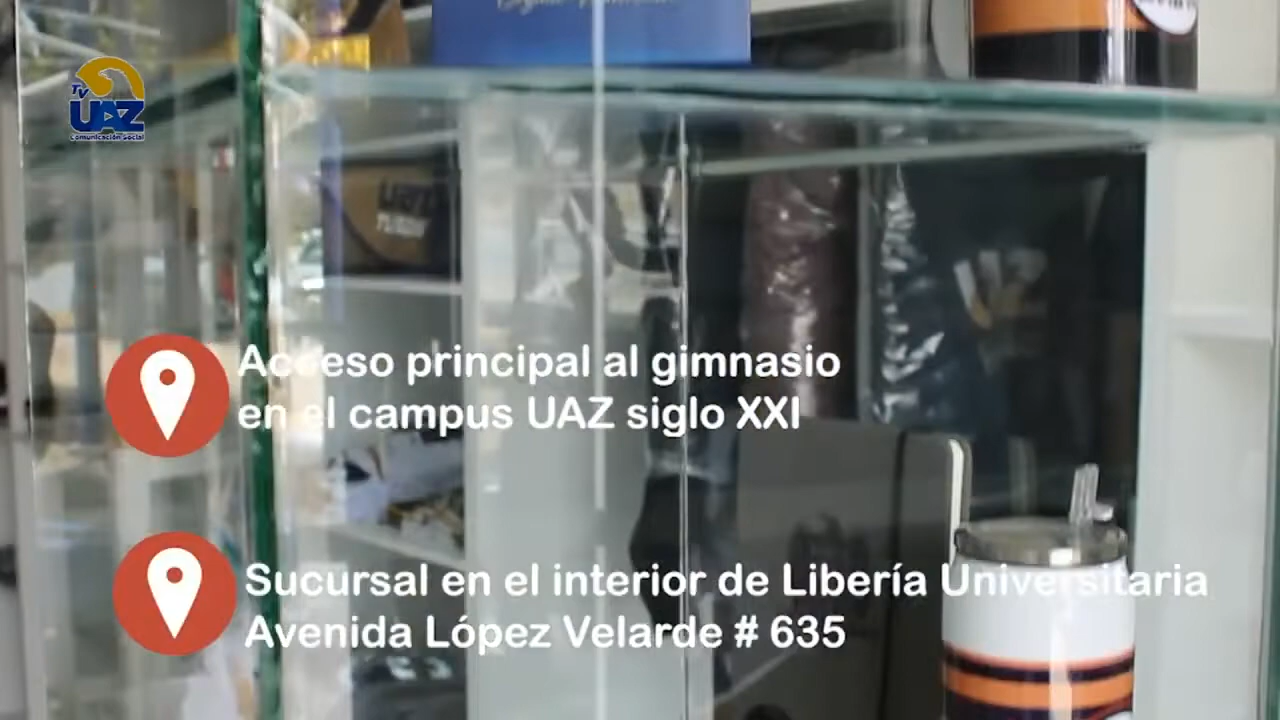 TV
UAZ
Comunicación Social
Acceso principal al gimnasio
en el campus UAZ siglo XXI
Sucursal en el interior de Libería Universitaria
Avenida López Velarde # 635